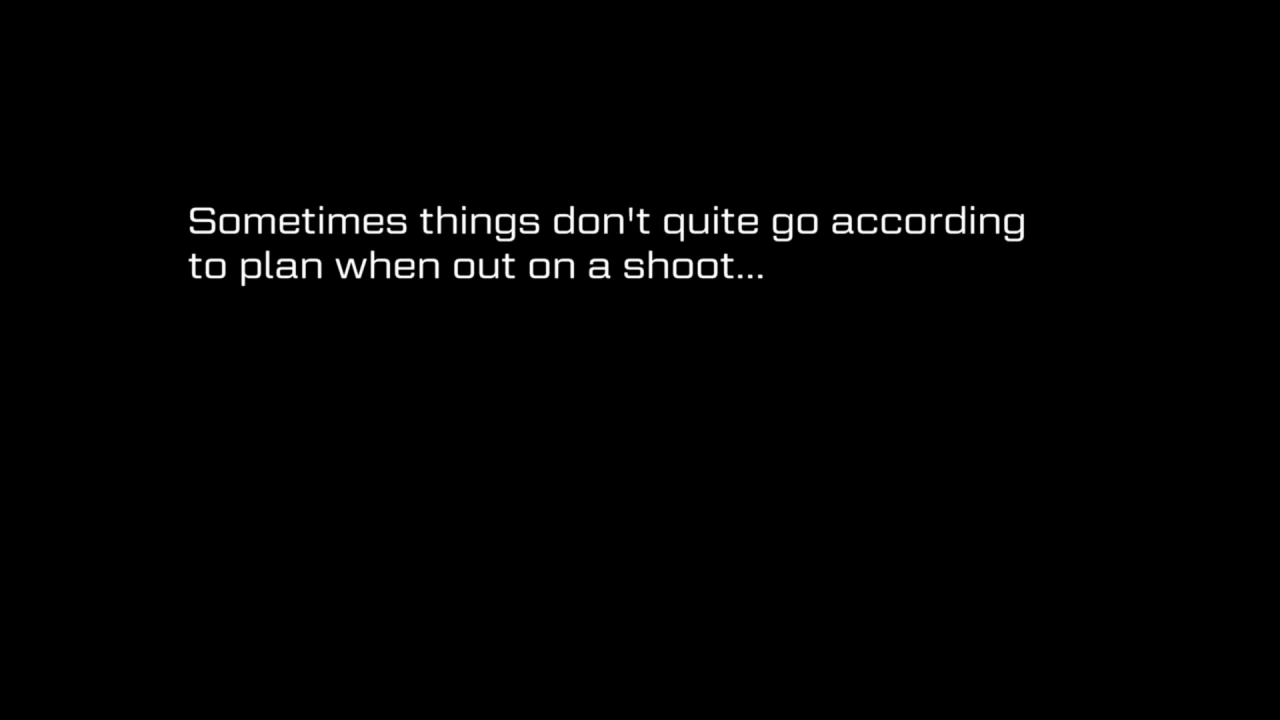 Sometimes things don't quite go according
to plan when out on a shoot...